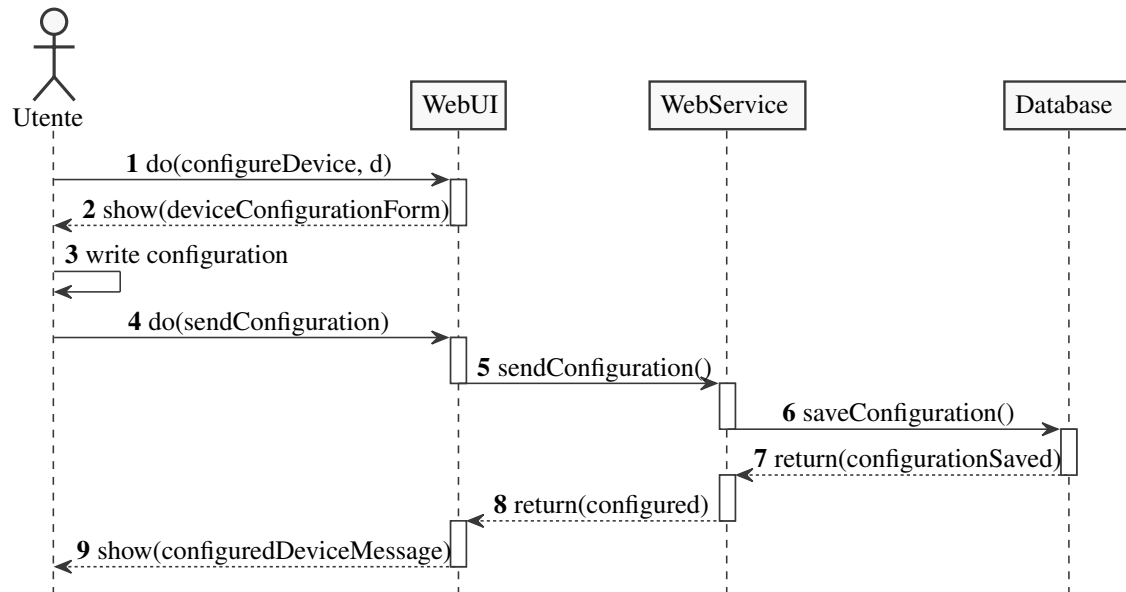 Utente
WebUI
WebService
Database
1 do(configureDevice, d)
2 show(deviceConfigurationForm)
3 write configuration
4 do(sendConfiguration)
5 sendConfiguration()
6 saveConfiguration()
7 return(configurationSaved)
8 return(configured)
9 show(configuredDeviceMessage)